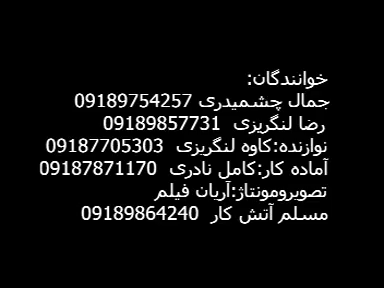 خوانندگان:
جمال چشمیدری 09189754257
رضا لنگریزی 09189857731
نوازنده:کاوه لنگریزی 09187705303
آماده کار:کامل نادری 09187871170
تصویرومونتاژ:آریان فیلم
مسلم آتش کار 09189864240